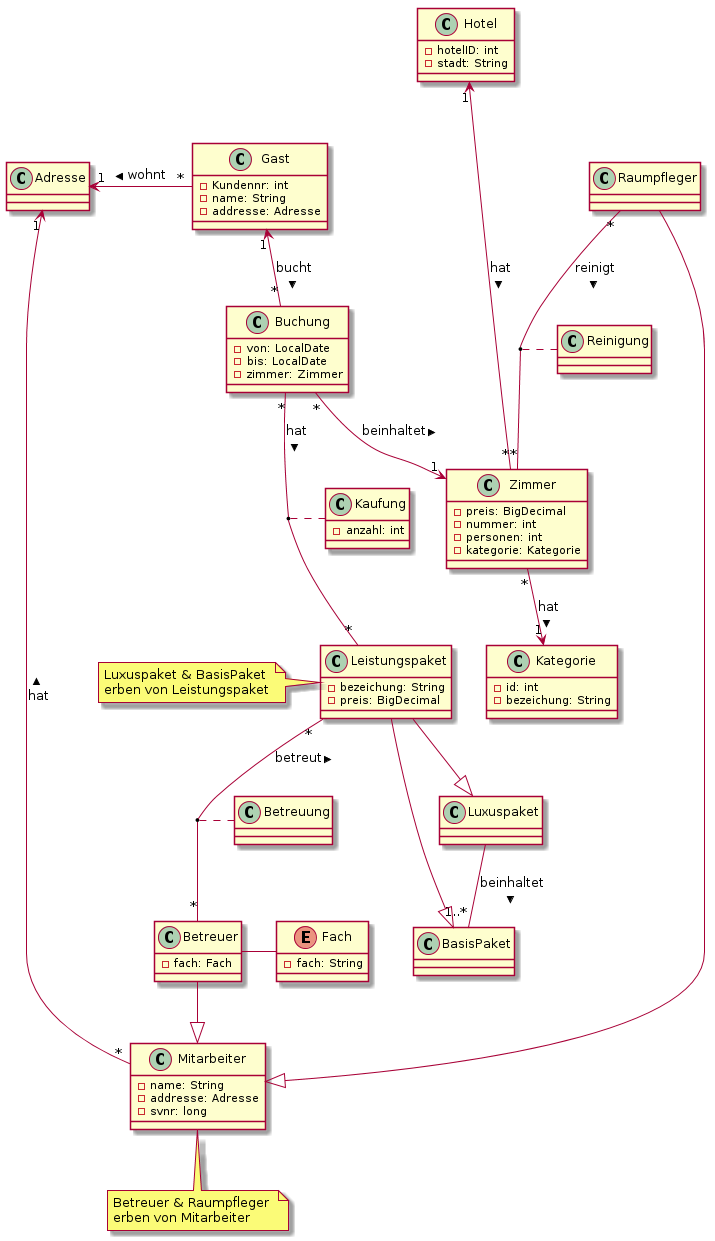 C Hotel
hotelID: int
stadt: String
1
C Adresse
C Gast
Kundennr: int
name: String
addresse: Adresse
C Raumpfleger
1 ◄ wohnt *
1
1
*
bucht
▼
*
hat
▼
reinigt
▼
C Buchung
von: LocalDate
bis: LocalDate
zimmer: Zimmer
C Reinigung
* *
hat
▼
beinhaltet ►
1
* *
C Zimmer
preis: BigDecimal
nummer: int
personen: int
kategorie: Kategorie
C Kaufung
anzahl: int
*
hat
▼
1
*
C Leistungspaket
bezeichung: String
preis: BigDecimal
C Kategorie
id: int
bezeichung: String
Luxuspaket & BasisPaket
erben von Leistungspaket
▲
hat
*
betreut ►
C Betreuung
C Luxuspaket
beinhaltet
▼
1..*
*
C Betreuer
fach: Fach
E Fach
fach: String
C BasisPaket
*
C Mitarbeiter
name: String
addresse: Adresse
svnr: long
Betreuer & Raumpfleger
erben von Mitarbeiter